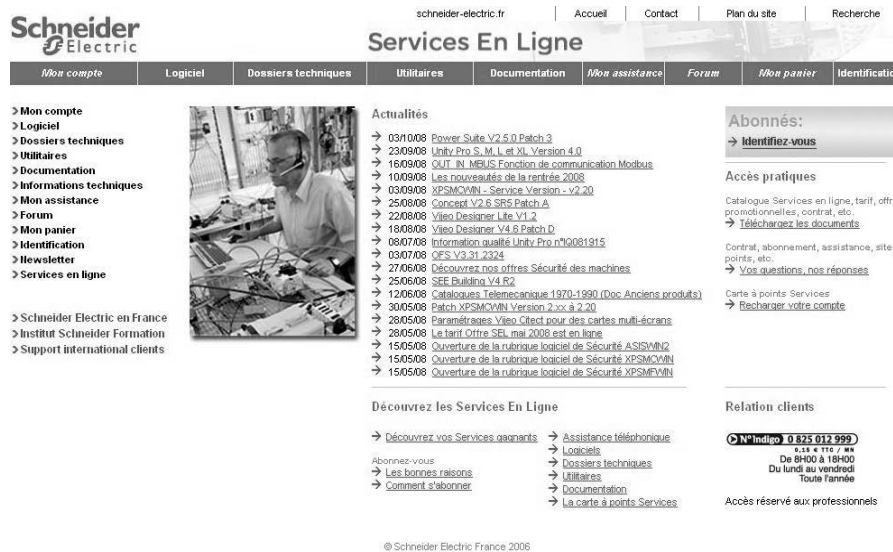 schneider-electric.fr
Accueil
Contact
Plan du site
Recherche
Schneider
Electric
Services En Ligne
Mon compte
Logiciel
Dossiers techniques
Utilitaires
Documentation
Mon assistance
Forum
Mon panier
Identificatio
Mon compte
Logiciel
Dossiers techniques
Utilitaires
Documentation
Informations techniques
Mon assistance
Forum
Mon panier
Identification
Newsletter
Services en ligne
Schneider Electric en France
Institut Schneider Formation
Support international clients
Actualités
03/10/08 Power Suite V2.5.0 Patch 3
23/09/08 Unity Pro S, M, L et XL Version 4.0
16/09/08 OUT_IN_MBUS Fonction de communication Modbus
10/09/08 Les nouveautés de la rentrée 2008
03/09/08 XPSMCWIN - Service Version - v2.20
25/08/08 Concept V2.6 SR5 Patch A
22/08/08 Vijeo Designer Lite V1.2
18/08/08 Vijeo Designer V4.6 Patch D
08/07/08 Information qualité Unity Pro n°IQ081915
03/07/08 OFS V3.31.2324
27/06/08 Découvrez nos offres Sécurité des machines
25/06/08 SEE Building V4 R2
12/06/08 Catalogues Telemecanique 1970-1990 (Doc Anciens produits)
30/05/08 Patch XPSMCWIN Version 2.xx à 2.20
28/05/08 Paramétrages Vijeo Citect pour des cartes multi-écrans
28/05/08 Le tarif Offre SEL mai 2008 est en ligne
15/05/08 Ouverture de la rubrique logiciel de Sécurité ASISWIN2
15/05/08 Ouverture de la rubrique logiciel de Sécurité XPSMCWIN
15/05/08 Ouverture de la rubrique logiciel de Sécurité XPSMFWIN
Découvrez les Services En Ligne
Découvrez vos Services gagnants
Abonnez-vous
Les bonnes raisons
Comment s'abonner
Assistance téléphonique
Logiciels
Dossiers techniques
Utilitaires
Documentation
La carte à points Services
Abonnés:
Identifiez-vous
Accès pratiques
Catalogue Services en ligne, tarif, offr
promotionnelles, contrat, etc.
Téléchargez les documents
Contrat, abonnement, assistance, site
points, etc.
Vos questions, nos réponses
Carte à points Services
Recharger votre compte
Relation clients
N°Indigo 0 825 012 999
0,15 € TTC / MN
De 8H00 à 18H00
Du lundi au vendredi
Toute l'année
Accès réservé aux professionnels
© Schneider Electric France 2006